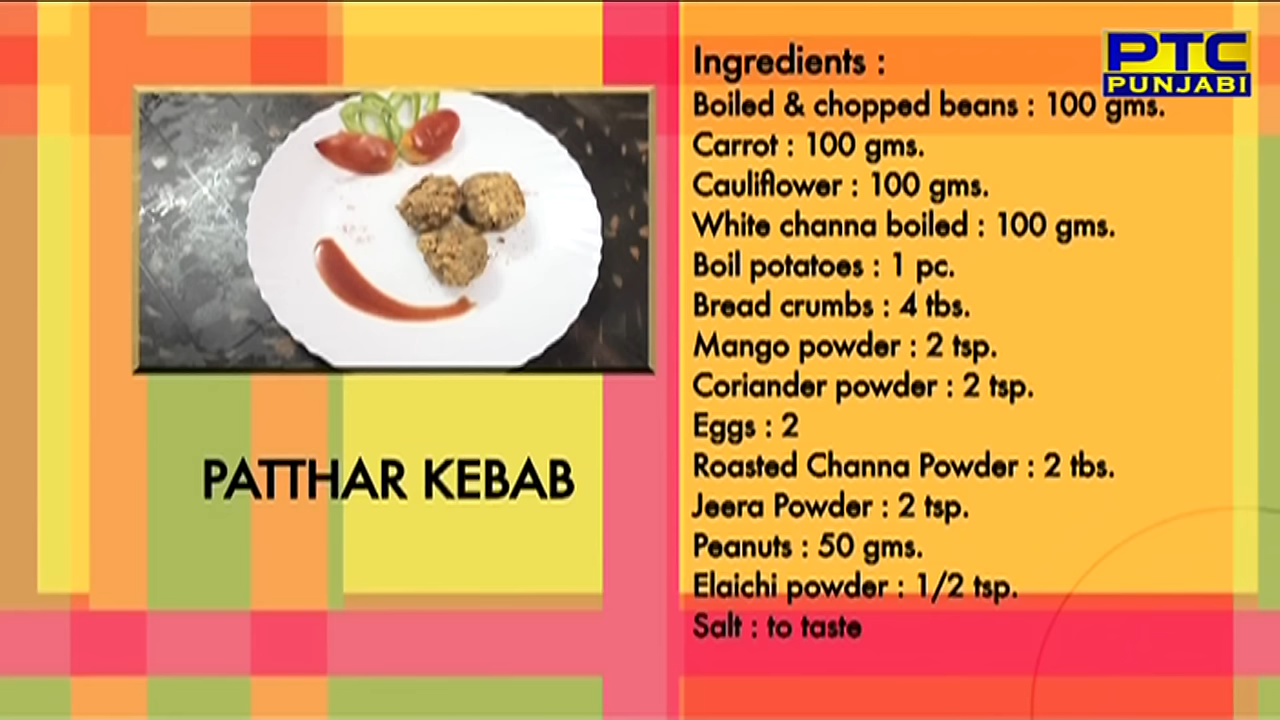 PTC
PUNJABI
Ingredients :
Boiled & chopped beans : 100 gms.
Carrot : 100 gms.
Cauliflower : 100 gms.
White channa boiled : 100 gms.
Boil potatoes : 1 pc.
Bread crumbs : 4 tbs.
Mango powder : 2 tsp.
Coriander powder : 2 tsp.
Eggs : 2
Roasted Channa Powder : 2 tbs.
Jeera Powder : 2 tsp.
Peanuts : 50 gms.
Elaichi powder : 1/2 tsp.
Salt : to taste
PATTHAR KEBAB